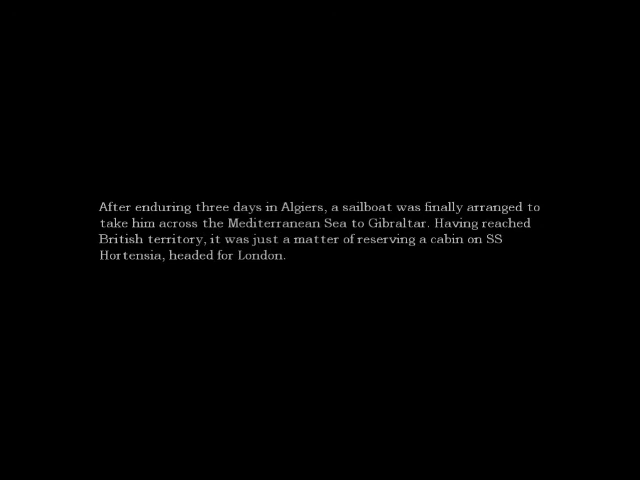 After enduring three days in Algiers, a sailboat was finally arranged to
take him across the Mediterranean Sea to Gibraltar. Having reached
British territory, it was just a matter of reserving a cabin on SS
Hortensia, headed for London.